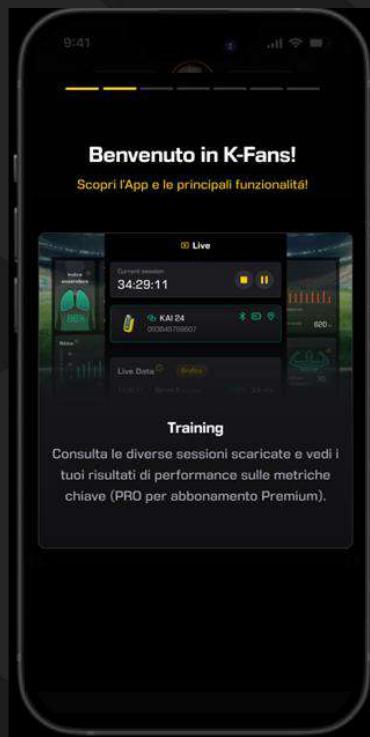 9:41
Benvenuto in K-Fans!
Scopri l'App e le principali funzionalitá!
Live
Current session
34:29:11
KAI 24
Live Data
Training
Consulta le diverse sessioni scaricate e vedi i
tuoi risultati di performance sulle metriche
chiave (PRO per abbonamento Premium).